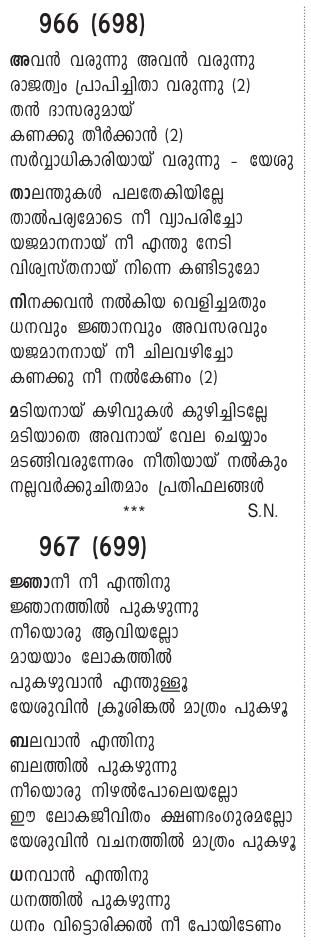 966 (698)
അവൻ വരുന്നു അവൻ വരുന്നു
രാജത്വം പ്രാപിച്ചിതാ വരുന്നു (2)
തൻ ദാസരുമായ്
കണക്കു തീർക്കാൻ (2)
സർവ്വാധികാരിയായ് വരുന്നു - യേശു
താലന്തുകൾ പലതേകിയില്ലേ
താൽപര്യമോടെ നീ വ്യാപരിച്ചോ
യജമാനനായ് നീ എന്തു നേടി
വിശ്വസ്തനായ് നിന്നെ കണ്ടിടുമോ
നിനക്കവൻ നൽകിയ വെളിച്ചമതും
ധനവും ജ്ഞാനവും അവസരവും
യജമാനനായ് നീ ചിലവഴിച്ചോ
കണക്കു നീ നൽകേണം (2)
മടിയനായ് കഴിവുകൾ കുഴിച്ചിടല്ലേ
മടിയാതെ അവനായ് വേല ചെയ്യാം
മടങ്ങിവരുന്നേരം നീതിയായ് നൽകും
നല്ലവർക്കുചിതമാം പ്രതിഫലങ്ങൾ
*** S.N.
967 (699)
ജ്ഞാനീ നീ എന്തിനു
ജ്ഞാനത്തിൽ പുകഴുന്നു
നീയൊരു ആവിയല്ലോ
മായയാം ലോകത്തിൽ
പുകഴുവാൻ എന്തുള്ളൂ
യേശുവിൻ ക്രൂശിങ്കൽ മാത്രം പുകഴൂ
ബലവാൻ എന്തിനു
ബലത്തിൽ പുകഴുന്നു
നീയൊരു നിഴൽപോലെയല്ലോ
ഈ ലോകജീവിതം ക്ഷണഭംഗുരമല്ലോ
യേശുവിൻ വചനത്തിൽ മാത്രം പുകഴൂ
ധനവാൻ എന്തിനു
ധനത്തിൽ പുകഴുന്നു
ധനം വിട്ടൊരിക്കൽ നീ പോയിടേണം